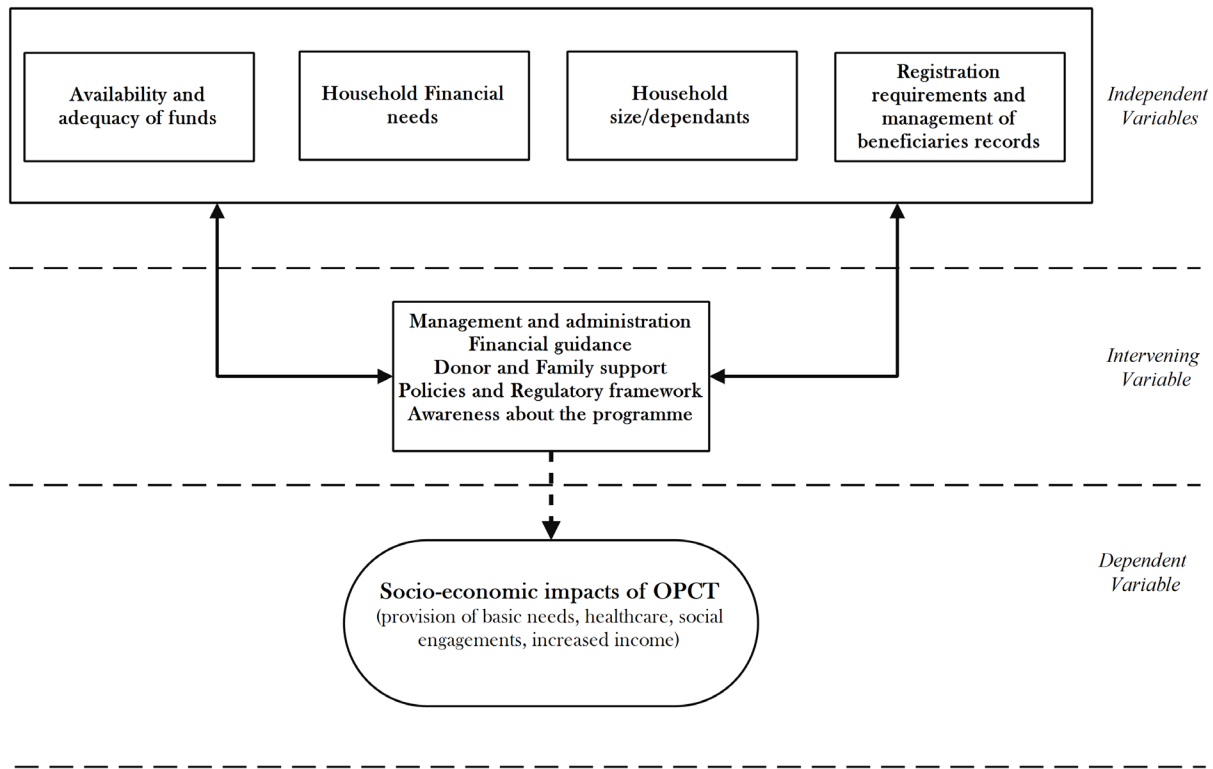 Availability and
adequacy of funds
Household Financial
needs
Household
size/dependants
Registration
requirements and
management of
beneficiaries records
Independent
Variables
Management and administration
Financial guidance
Donor and Family support
Policies and Regulatory framework
Awareness about the programme
Intervening
Variable
Socio-economic impacts of OPCT
(provision of basic needs, healthcare, social
engagements, increased income)
Dependent
Variable